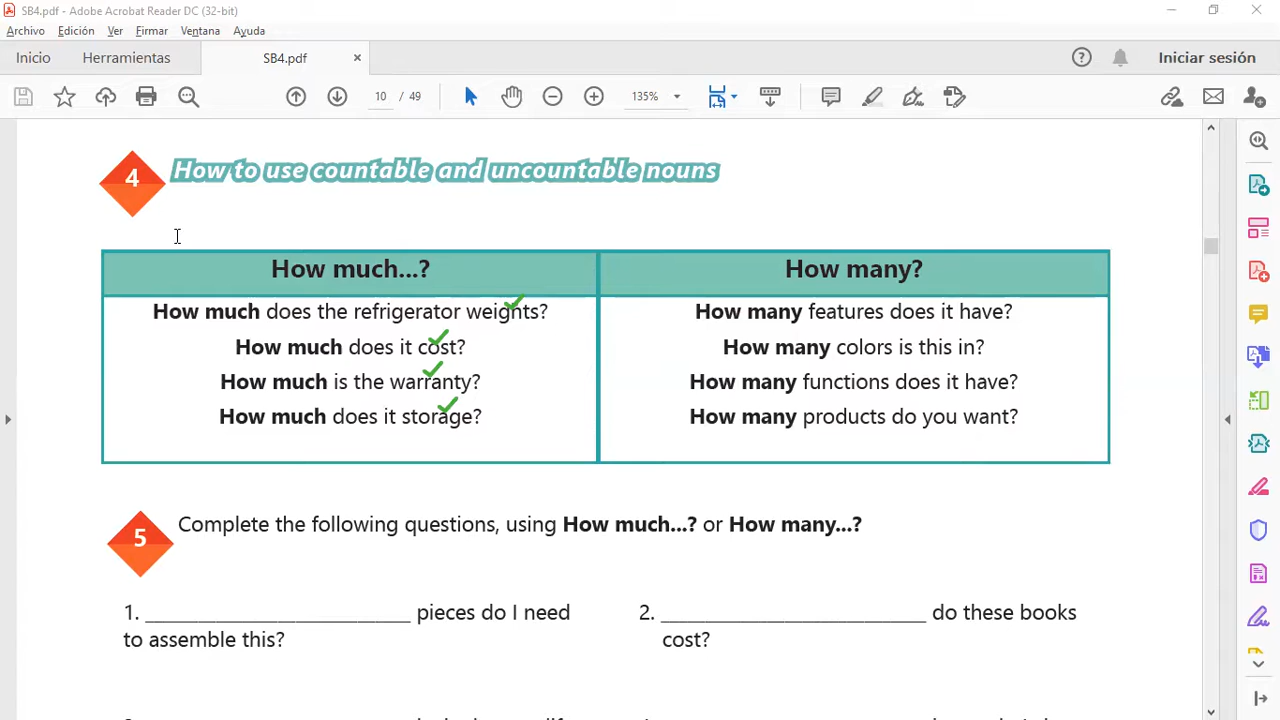 SB4.pdf - Adobe Acrobat Reader DC (32-bit)
Archivo Edición Ver Firmar Ventana Ayuda
Inicio Herramientas SB4.pdf × Iniciar sesión
10 / 49 135%
4 How to use countable and uncountable nouns
How much...? How many?
How much does the refrigerator weights? How many features does it have?
How much does it cost? How many colors is this in?
How much is the warranty? How many functions does it have?
How much does it storage? How many products do you want?
5 Complete the following questions, using How much...? or How many...?
1. __________________________ pieces do I need 2. __________________________ do these books
to assemble this? cost?